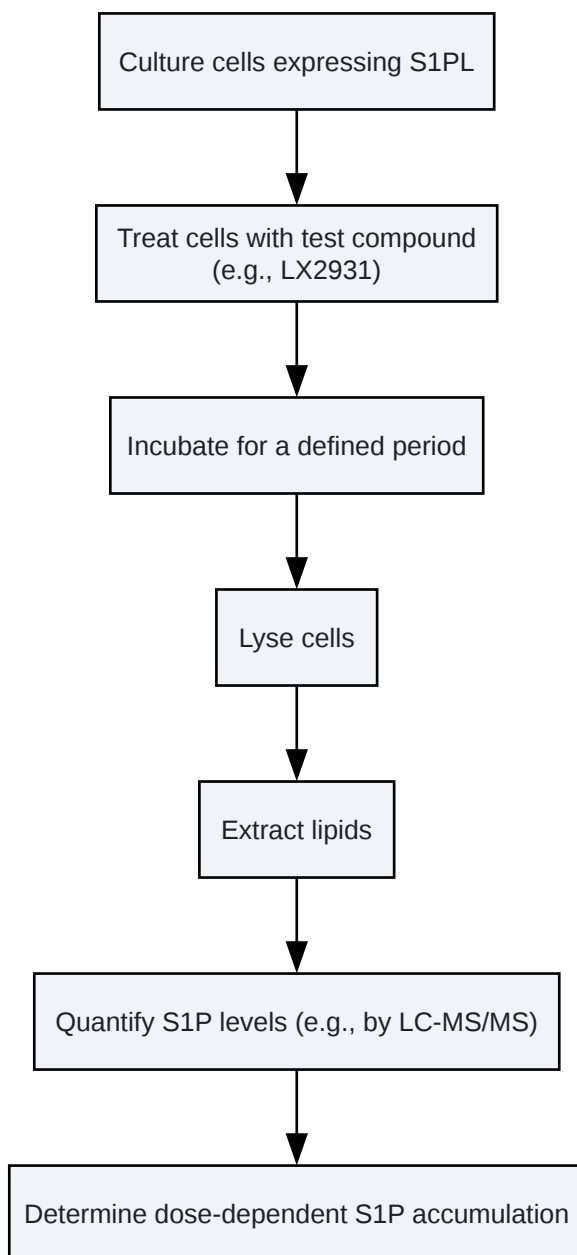 Culture cells expressing S1PL
Treat cells with test compound
(e.g., LX2931)
Incubate for a defined period
Lyse cells
Extract lipids
Quantify S1P levels (e.g., by LC-MS/MS)
Determine dose-dependent S1P accumulation